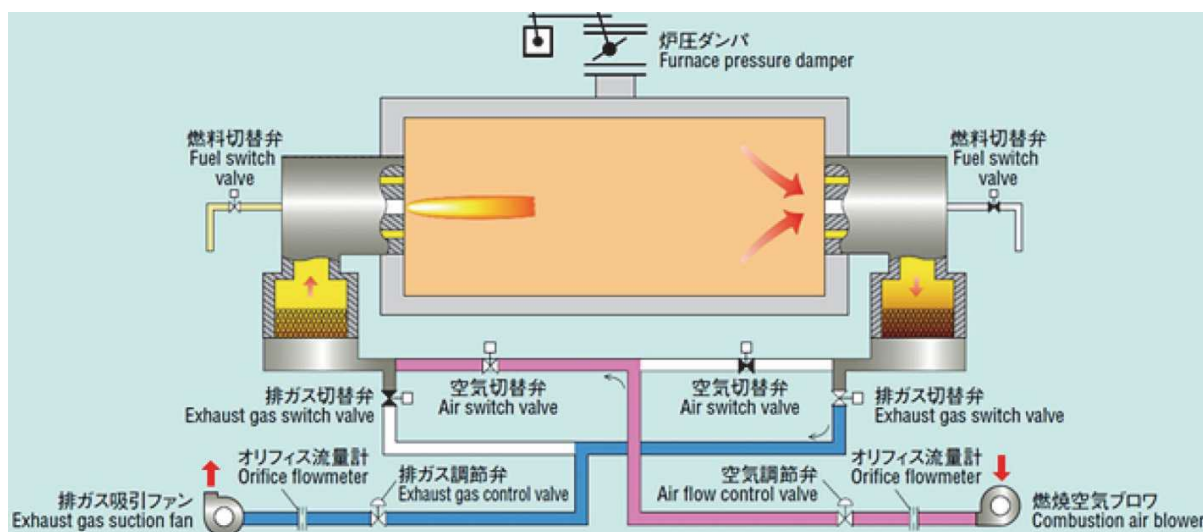 炉圧ダンパ
Furnace pressure damper
燃料切替弁
Fuel switch
valve
燃料切替弁
Fuel switch
valve
排ガス切替弁
Exhaust gas switch valve
空気切替弁
Air switch valve
空気切替弁
Air switch valve
排ガス切替弁
Exhaust gas switch valve
オリフィス流量計
Orifice flowmeter
排ガス調節弁
Exhaust gas control valve
空気調節弁
Air flow control valve
オリフィス流量計
Orifice flowmeter
排ガス吸引ファン
Exhaust gas suction fan
燃焼空気ブロワ
Combustion air blower